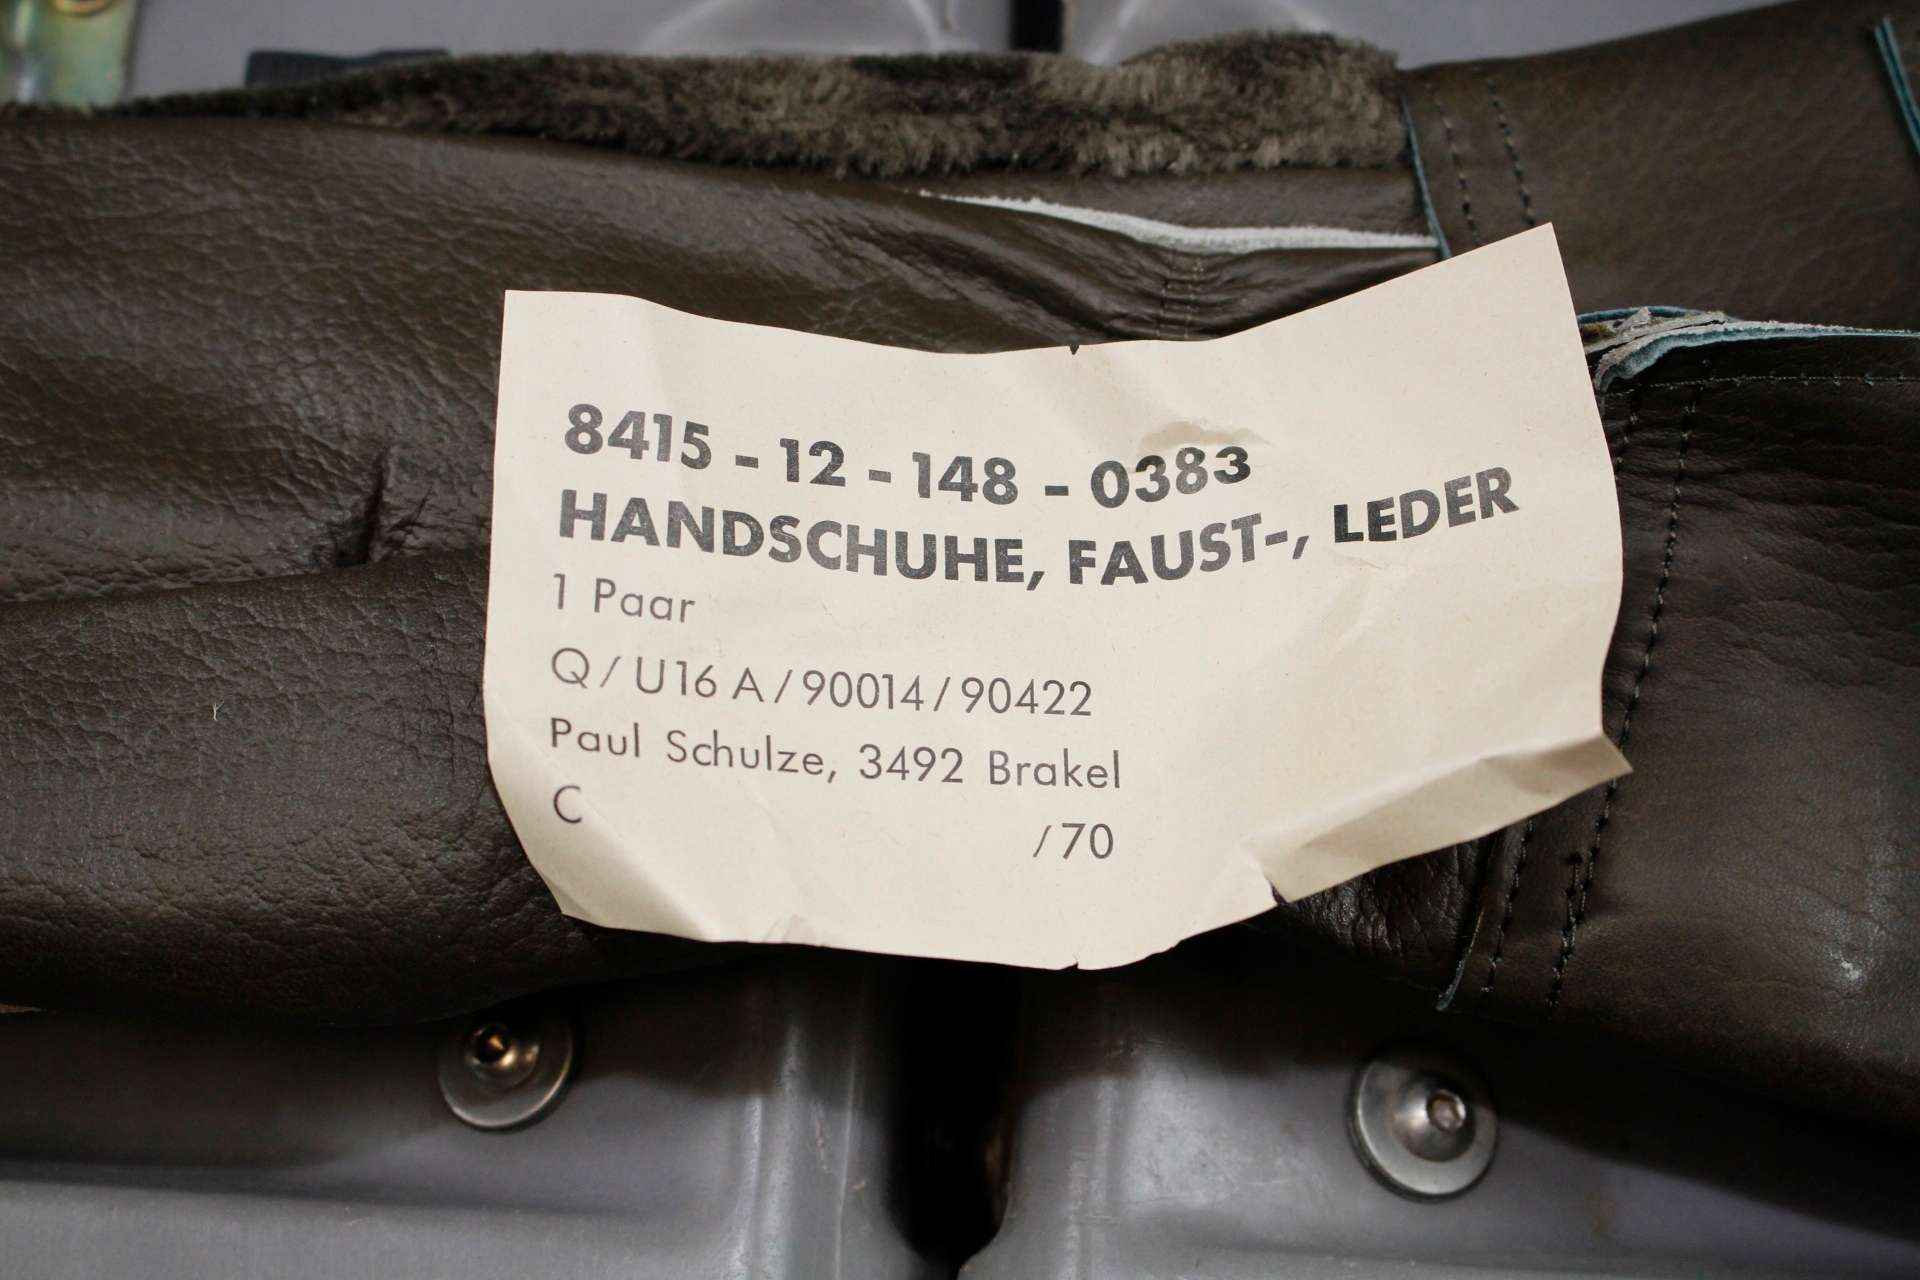 8415 - 12 - 148 - 0383
HANDSCHUHE, FAUST-, LEDER
1 Paar
Q / U16 A / 90014 / 90422
Paul Schulze, 3492 Brakel
C /70